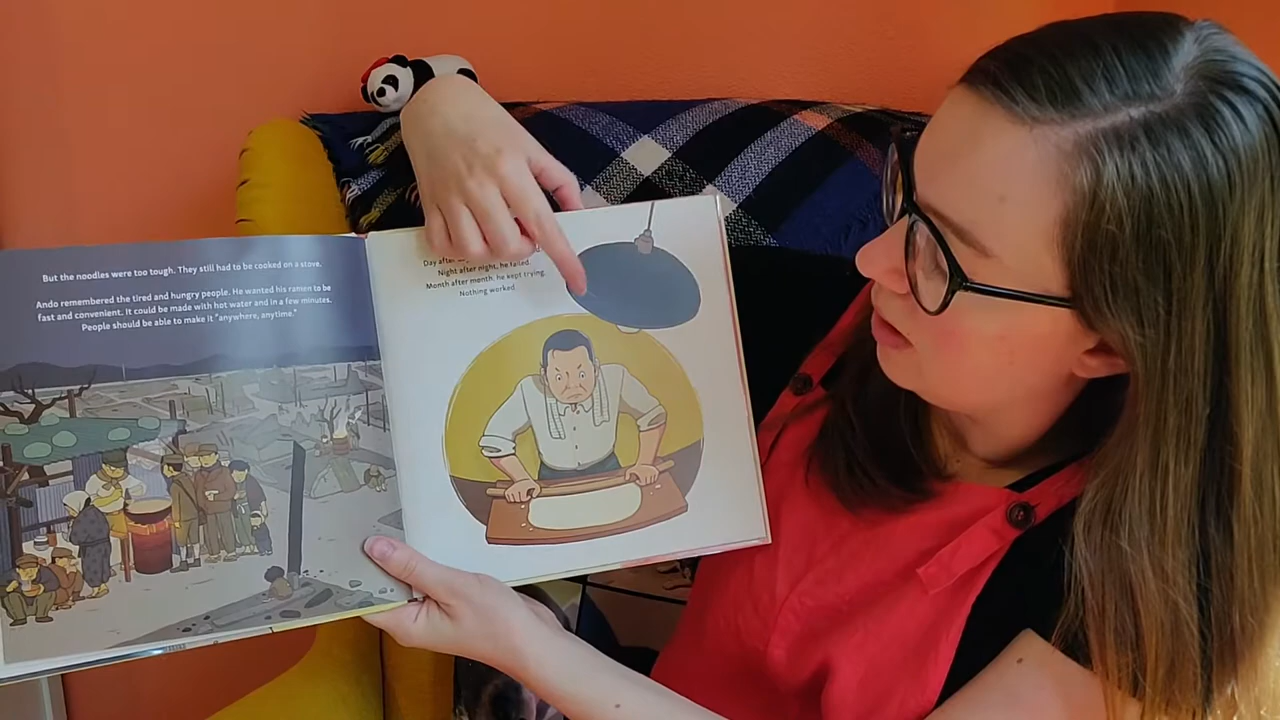 But the noodles were too tough. They still had to be cooked on a stove.
Ando remembered the tired and hungry people. He wanted his ramen to be
fast and convenient. It could be made with hot water and in a few minutes.
People should be able to make it "anywhere, anytime."
Day after
Night after night, he failed.
Month after month, he kept trying.
Nothing worked.